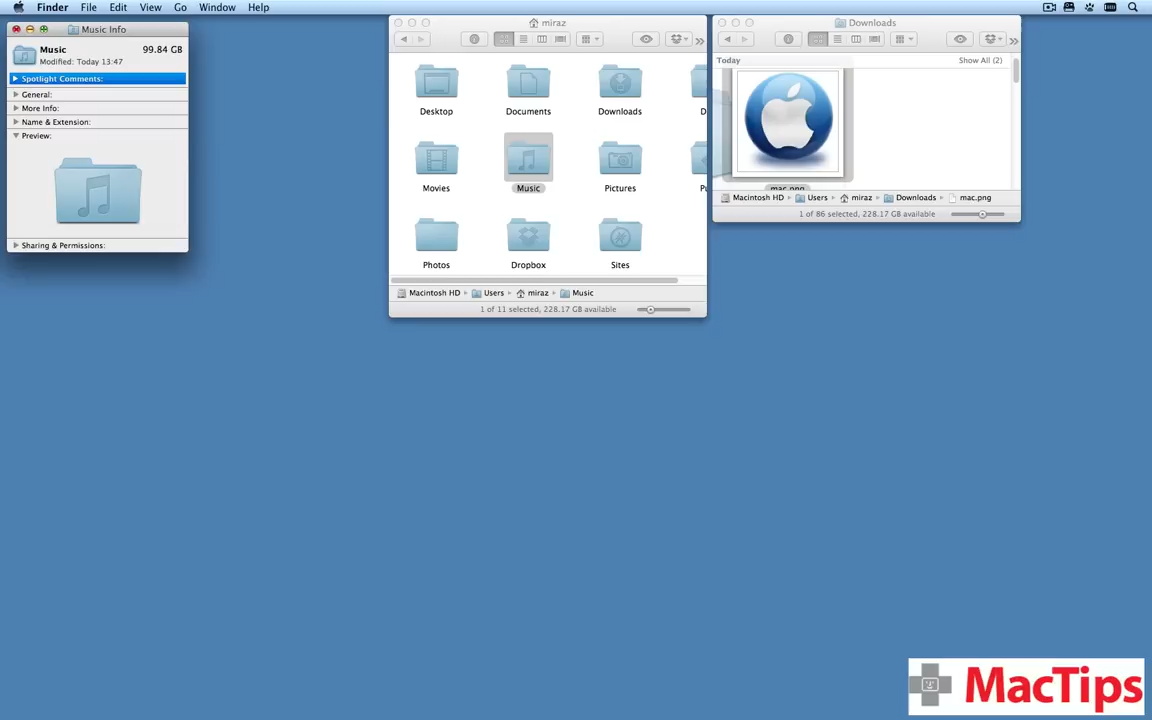 Finder File Edit View Go Window Help
Music Info
Music 99.84 GB
Modified: Today 13:47
Spotlight Comments:
General:
More Info:
Name & Extension:
Preview:
Sharing & Permissions:
miraz
Desktop Documents Downloads D
Movies Music Pictures Pu
Photos Dropbox Sites
Macintosh HD Users miraz Music
1 of 11 selected, 228.17 GB available
Downloads
Today Show All (2)
mac.png
Macintosh HD Users miraz Downloads mac.png
1 of 86 selected, 228.17 GB available
MacTips